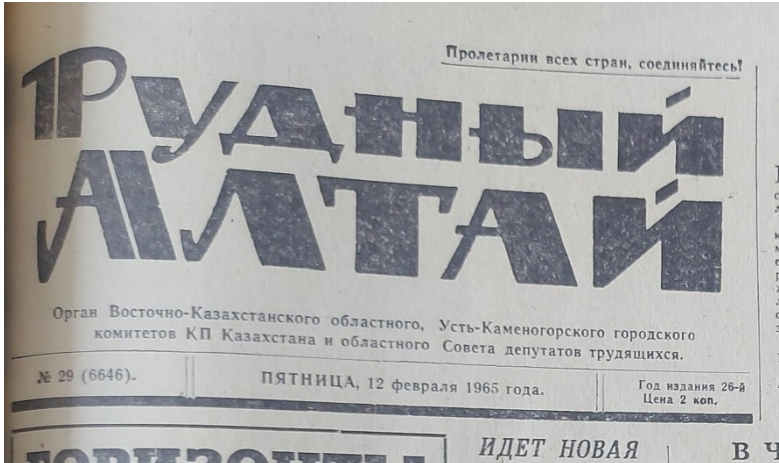 Пролетарии всех стран, соединяйтесь!
РУДНЫЙ
АЛТАЙ
Орган Восточно-Казахстанского областного, Усть-Каменогорского городского
комитетов КП Казахстана и областного Совета депутатов трудящихся.
№ 29 (6646).
ПЯТНИЦА, 12 февраля 1965 года.
Год издания 26-й
Цена 2 коп.
ИДЕТ НОВАЯ